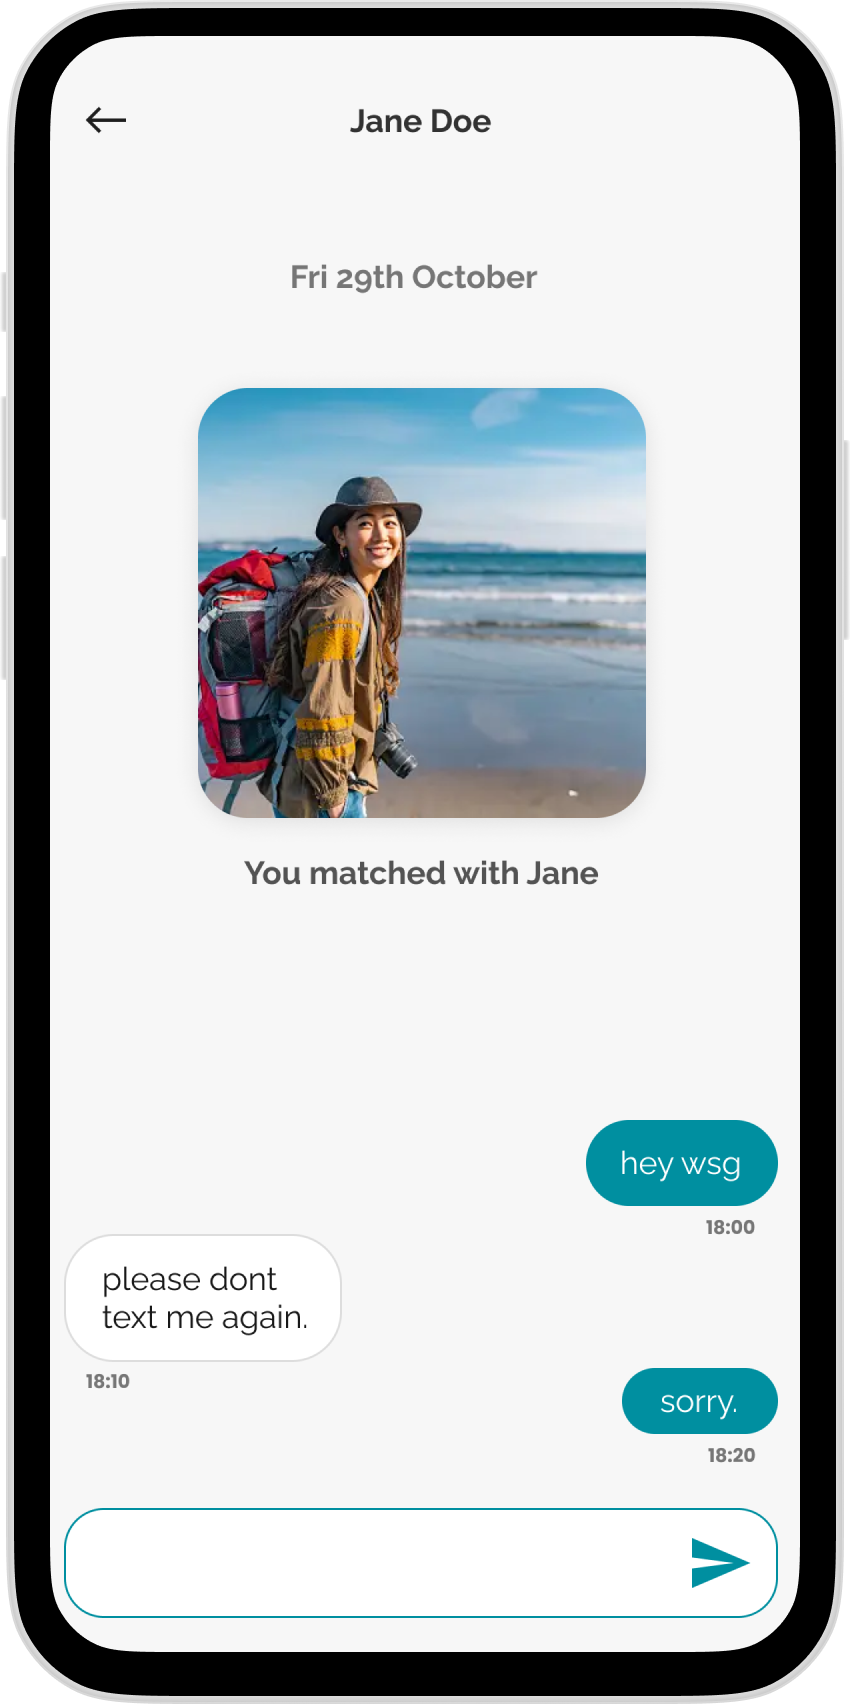 Jane Doe
Fri 29th October
You matched with Jane
hey wsg
18:00
please dont
text me again.
18:10
sorry.
18:20